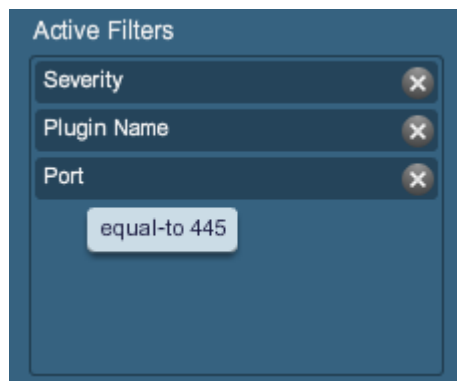 Active Filters
Severity
Plugin Name
Port
equal-to 445